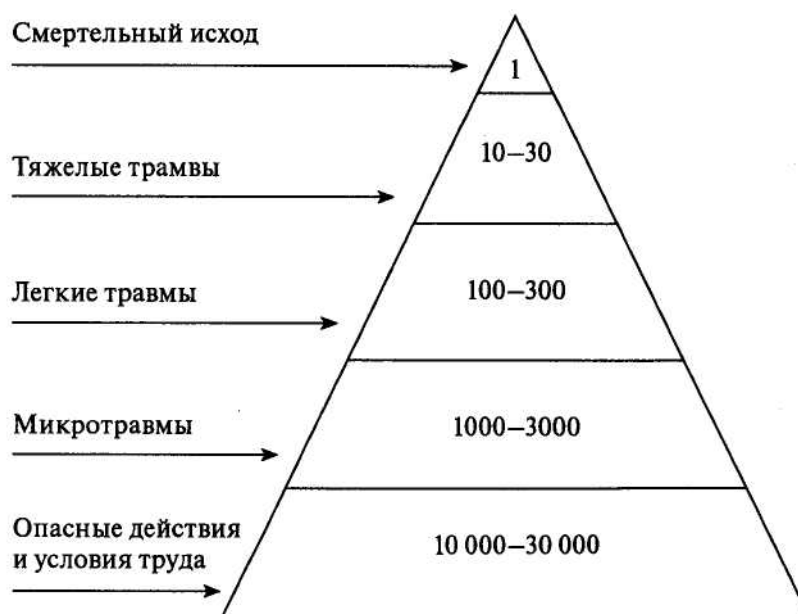 Смертельный исход
1
Тяжелые трамвы
10–30
Легкие травмы
100–300
Микротравмы
1000–3000
Опасные действия
и условия труда
10 000–30 000